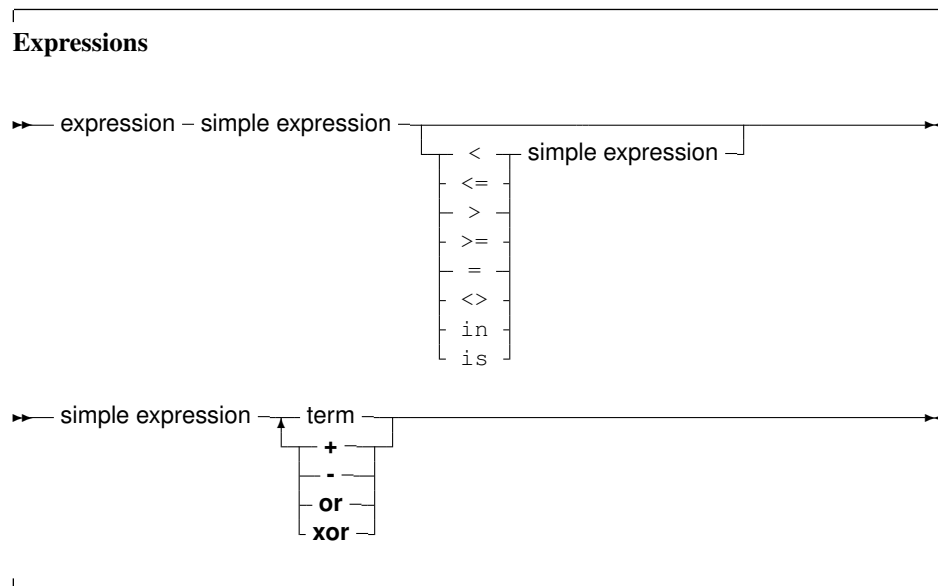 Expressions
expression simple expression
< simple expression
<=
>
>=
=
<>
in
is
simple expression term
+
-
or
xor